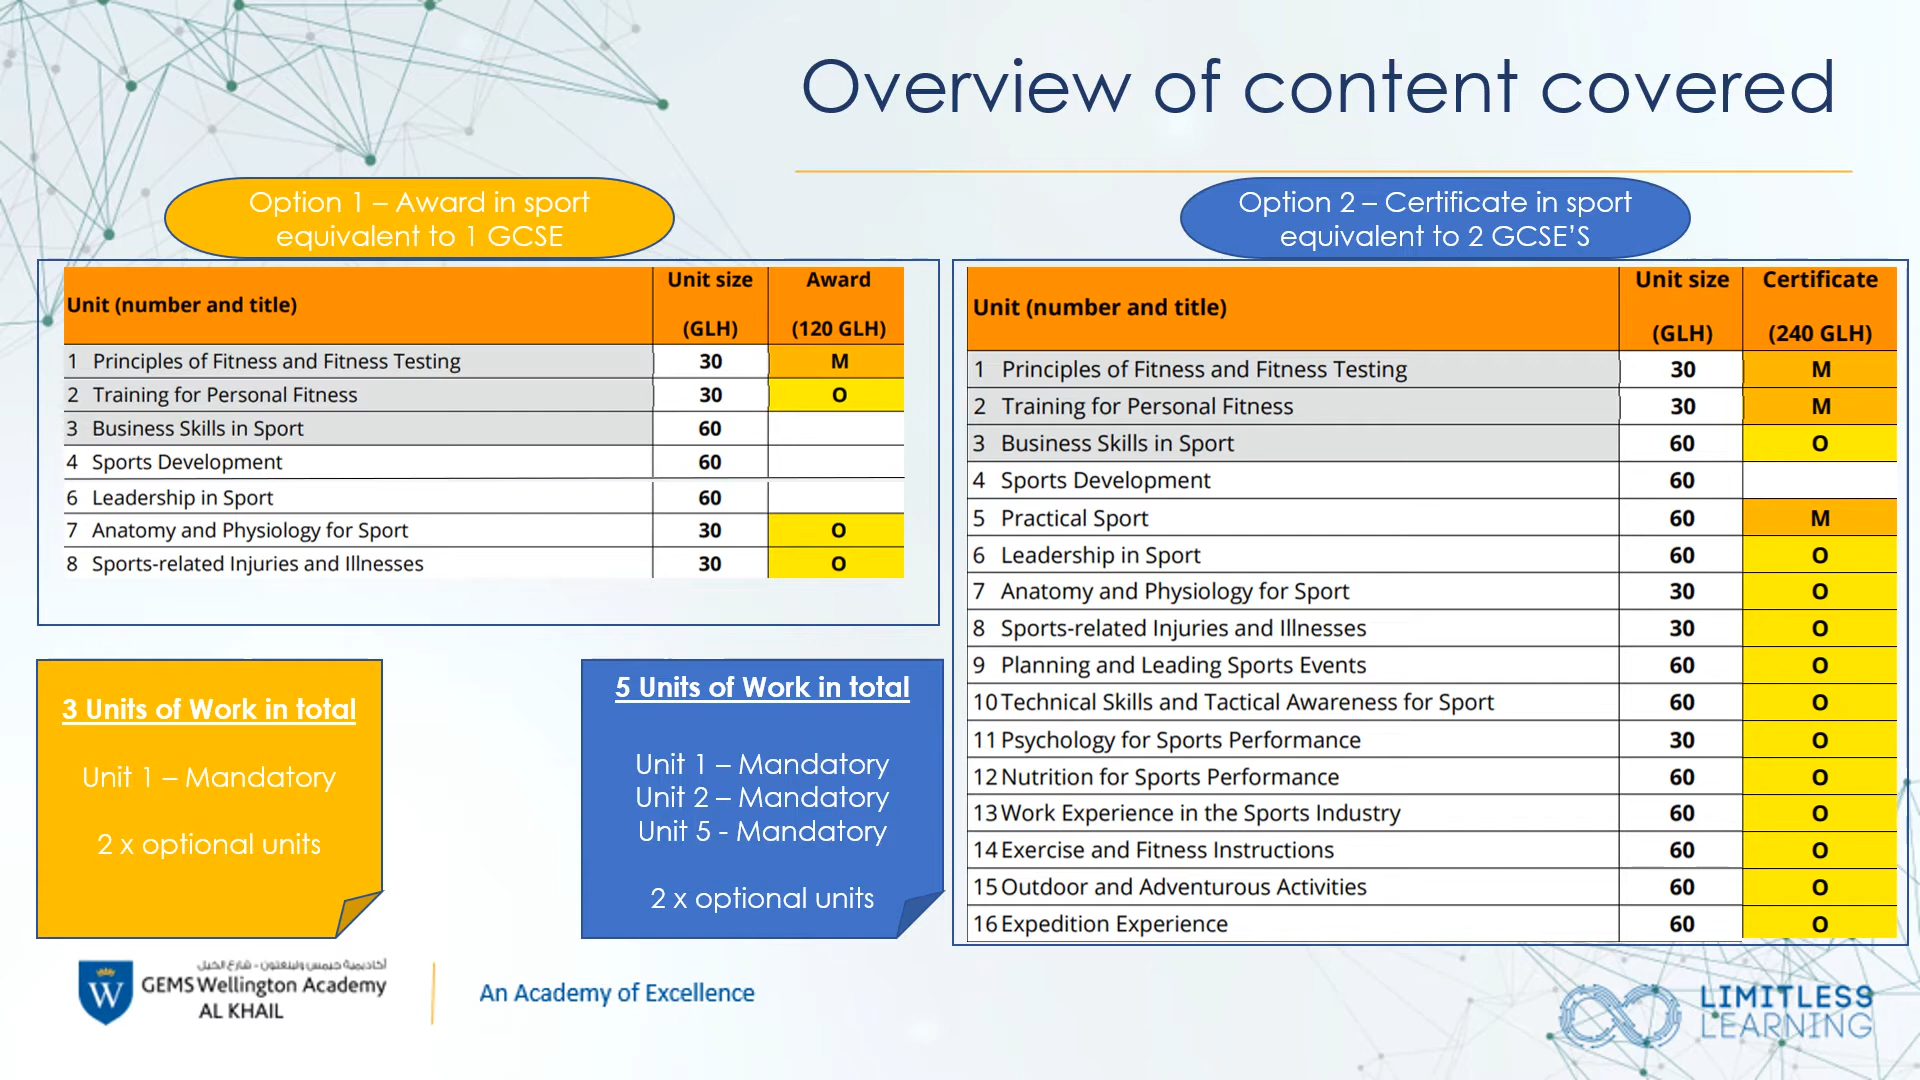 Overview of content covered
Option 1 – Award in sport
equivalent to 1 GCSE
Option 2 – Certificate in sport
equivalent to 2 GCSE’S
Unit (number and title) Unit size (GLH) Award (120 GLH)
1 Principles of Fitness and Fitness Testing 30 M
2 Training for Personal Fitness 30 O
3 Business Skills in Sport 60
4 Sports Development 60
6 Leadership in Sport 60
7 Anatomy and Physiology for Sport 30 O
8 Sports-related Injuries and Illnesses 30 O
Unit (number and title) Unit size (GLH) Certificate (240 GLH)
1 Principles of Fitness and Fitness Testing 30 M
2 Training for Personal Fitness 30 M
3 Business Skills in Sport 60 O
4 Sports Development 60
5 Practical Sport 60 M
6 Leadership in Sport 60 O
7 Anatomy and Physiology for Sport 30 O
8 Sports-related Injuries and Illnesses 30 O
9 Planning and Leading Sports Events 60 O
10 Technical Skills and Tactical Awareness for Sport 60 O
11 Psychology for Sports Performance 30 O
12 Nutrition for Sports Performance 60 O
13 Work Experience in the Sports Industry 60 O
14 Exercise and Fitness Instructions 60 O
15 Outdoor and Adventurous Activities 60 O
16 Expedition Experience 60 O
3 Units of Work in total
Unit 1 – Mandatory
2 x optional units
5 Units of Work in total
Unit 1 – Mandatory
Unit 2 – Mandatory
Unit 5 - Mandatory
2 x optional units
أكاديمية جيمس ولينغتون - شارع الخيل
W
GEMS Wellington Academy
AL KHAIL
An Academy of Excellence
LIMITLESS
LEARNING